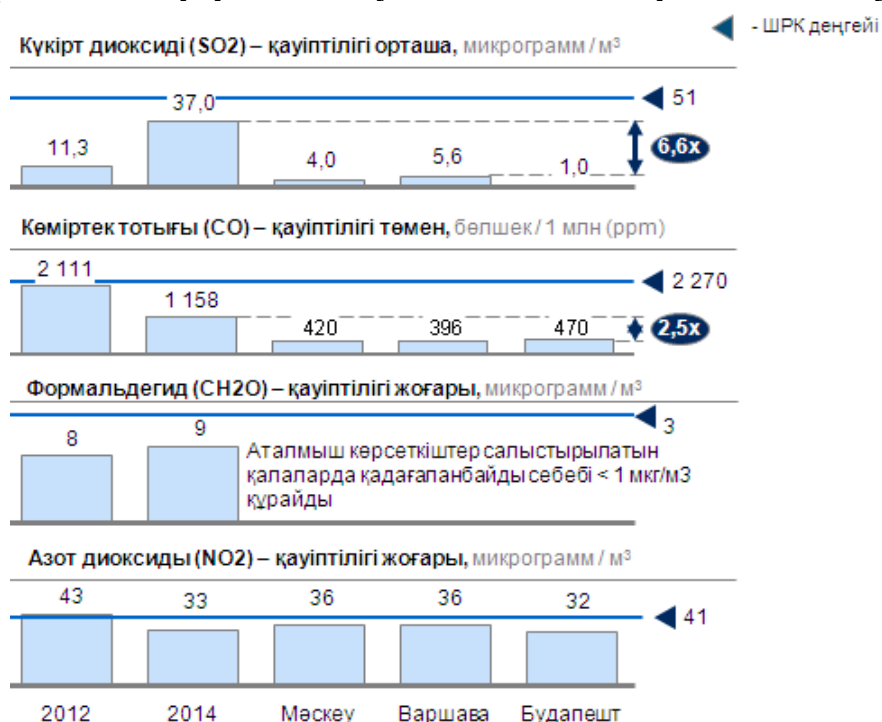 - ШРК деңгейі
Күкірт диоксиді (SO2) – қауіптілігі орташа, микрограмм / м³
51
37,0
11,3
4,0
5,6
1,0
6,6x
Көміртек тотығы (CO) – қауіптілігі төмен, бөлшек / 1 млн (ppm)
2 111
2 270
1 158
420
396
470
2,5x
Формальдегид (CH2O) – қауіптілігі жоғары, микрограмм / м³
3
8
9
Аталмыш көрсеткіштер салыстырылатын
қалаларда қадағаланбайды себебі < 1 мкг/м3
құрайды
Азот диоксиды (NO2) – қауіптілігі жоғары, микрограмм / м³
43
33
36
36
32
41
2012
2014
Мәскеу
Варшава
Будапешт